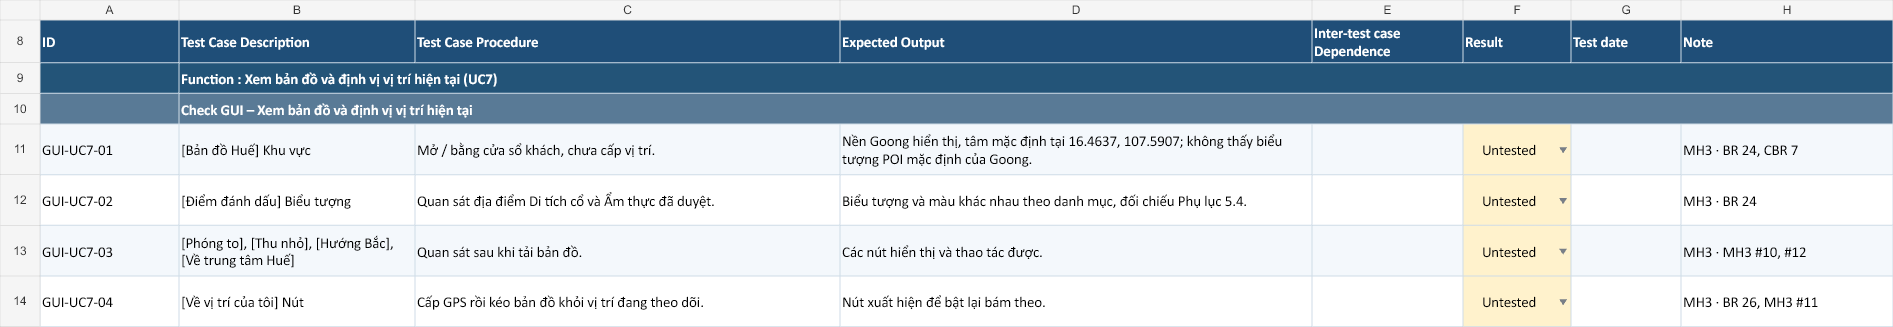 A B C D E F G H
8 ID Test Case Description Test Case Procedure Expected Output Inter-test case Dependence Result Test date Note
9 Function : Xem bản đồ và định vị vị trí hiện tại (UC7)
10 Check GUI – Xem bản đồ và định vị vị trí hiện tại
11 GUI-UC7-01 [Bản đồ Huế] Khu vực Mở / bằng cửa sổ khách, chưa cấp vị trí. Nền Goong hiển thị, tâm mặc định tại 16.4637, 107.5907; không thấy biểu tượng POI mặc định của Goong. Untested MH3 · BR 24, CBR 7
12 GUI-UC7-02 [Điểm đánh dấu] Biểu tượng Quan sát địa điểm Di tích cổ và Ẩm thực đã duyệt. Biểu tượng và màu khác nhau theo danh mục, đối chiếu Phụ lục 5.4. Untested MH3 · BR 24
13 GUI-UC7-03 [Phóng to], [Thu nhỏ], [Hướng Bắc], [Về trung tâm Huế] Quan sát sau khi tải bản đồ. Các nút hiển thị và thao tác được. Untested MH3 · MH3 #10, #12
14 GUI-UC7-04 [Về vị trí của tôi] Nút Cấp GPS rồi kéo bản đồ khỏi vị trí đang theo dõi. Nút xuất hiện để bật lại bám theo. Untested MH3 · BR 26, MH3 #11